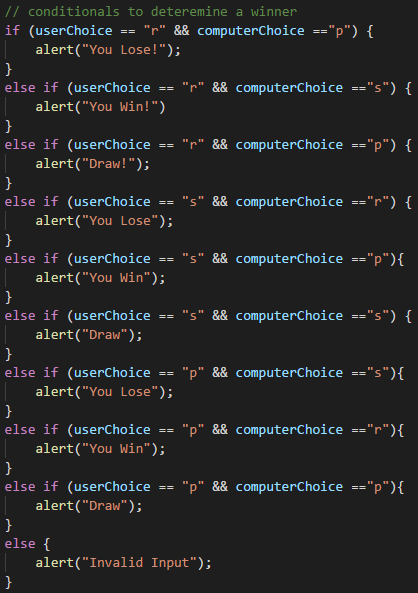 // conditionals to deteremine a winner
if (userChoice == "r" && computerChoice =="p") {
    alert("You Lose!");
}
else if (userChoice == "r" && computerChoice =="s") {
    alert("You Win!")
}
else if (userChoice == "r" && computerChoice =="p") {
    alert("Draw!");
}
else if (userChoice == "s" && computerChoice =="r") {
    alert("You Lose");
}
else if (userChoice == "s" && computerChoice =="p"){
    alert("You Win");
}
else if (userChoice == "s" && computerChoice =="s") {
    alert("Draw");
}
else if (userChoice == "p" && computerChoice =="s"){
    alert("You Lose");
}
else if (userChoice == "p" && computerChoice =="r"){
    alert("You Win");
}
else if (userChoice == "p" && computerChoice =="p"){
    alert("Draw");
}
else {
    alert("Invalid Input");
}